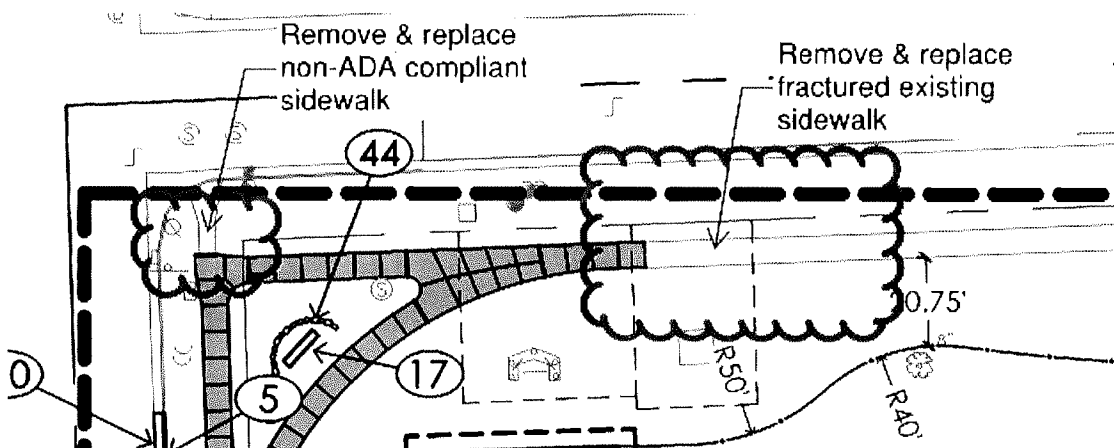 Remove & replace
non-ADA compliant
sidewalk
Remove & replace
fractured existing
sidewalk
44
17
5
0
0.75'
8"
R50'
R40'